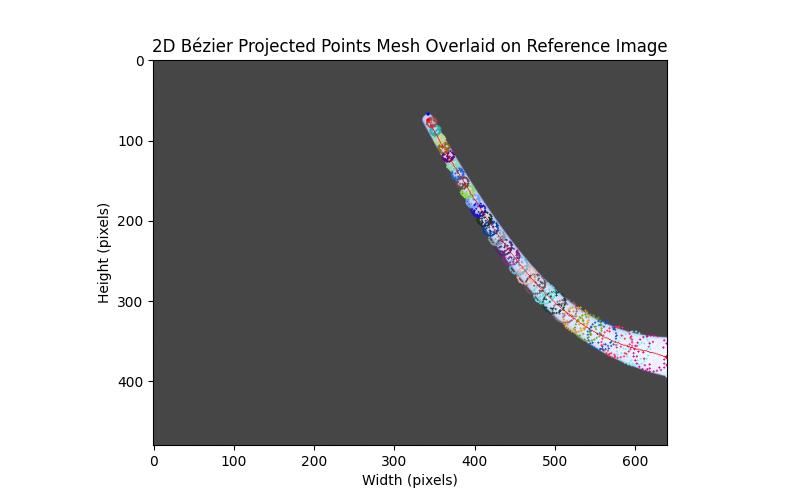 2D Bézier Projected Points Mesh Overlaid on Reference Image
0
100
200
300
400
Height (pixels)
0 100 200 300 400 500 600
Width (pixels)